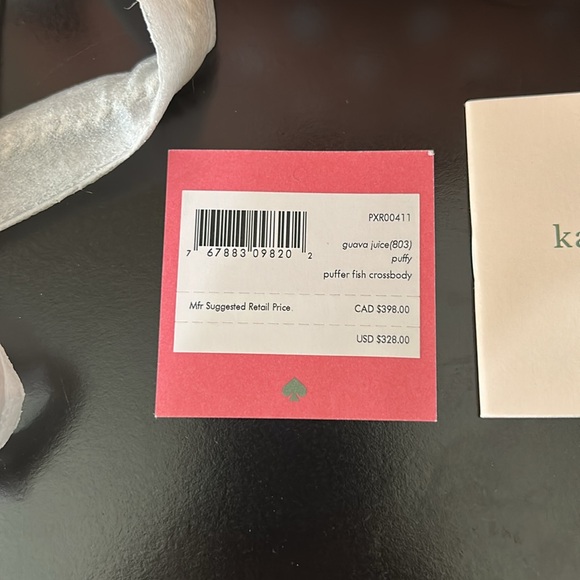 PXR00411
7 67883 09820 2
guava juice(803)
puffy
puffer fish crossbody
Mfr Suggested Retail Price. CAD $398.00
USD $328.00
ka